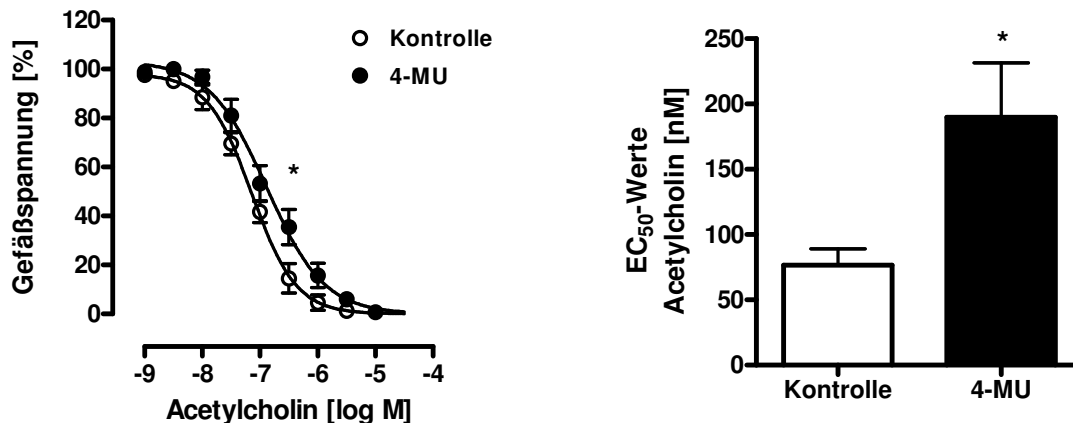 120
100
80
60
40
20
0
Gefäßspannung [%]
Kontrolle
4-MU
*
-9 -8 -7 -6 -5 -4
Acetylcholin [log M]
250
200
150
100
50
0
EC50-Werte
Acetylcholin [nM]
*
Kontrolle 4-MU